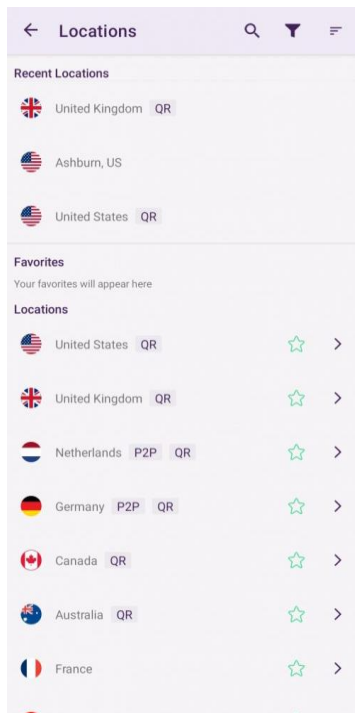 Locations
Recent Locations
United Kingdom QR
Ashburn, US
United States QR
Favorites
Your favorites will appear here
Locations
United States QR
United Kingdom QR
Netherlands P2P QR
Germany P2P QR
Canada QR
Australia QR
France